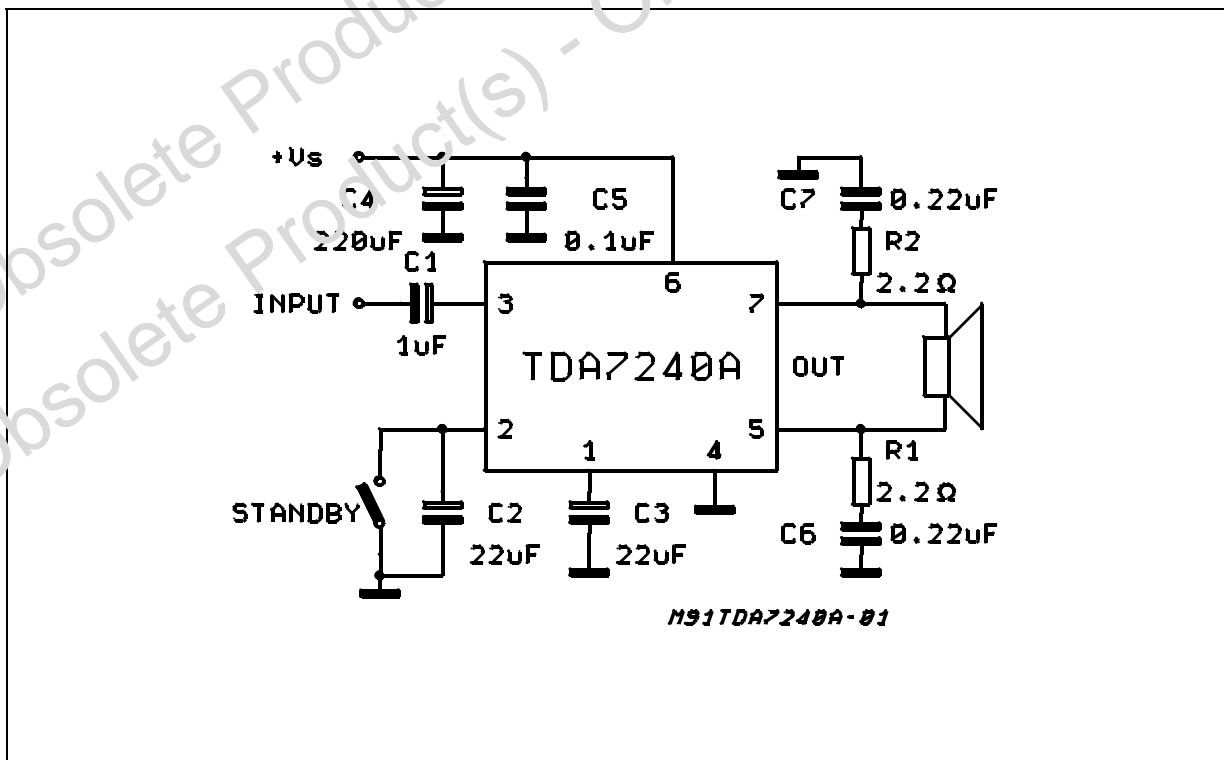 Obsolete Product(s) - O
Obsolete Product(s)
+Vs
C4
220uF
C5
0.1uF
C7
0.22uF
R2
2.2Ω
C1
INPUT
1uF
3
6
7
TDA7240A
OUT
2
1
4
5
STANDBY
C2
22uF
C3
22uF
R1
2.2Ω
C6
0.22uF
M91TDA7240A-01